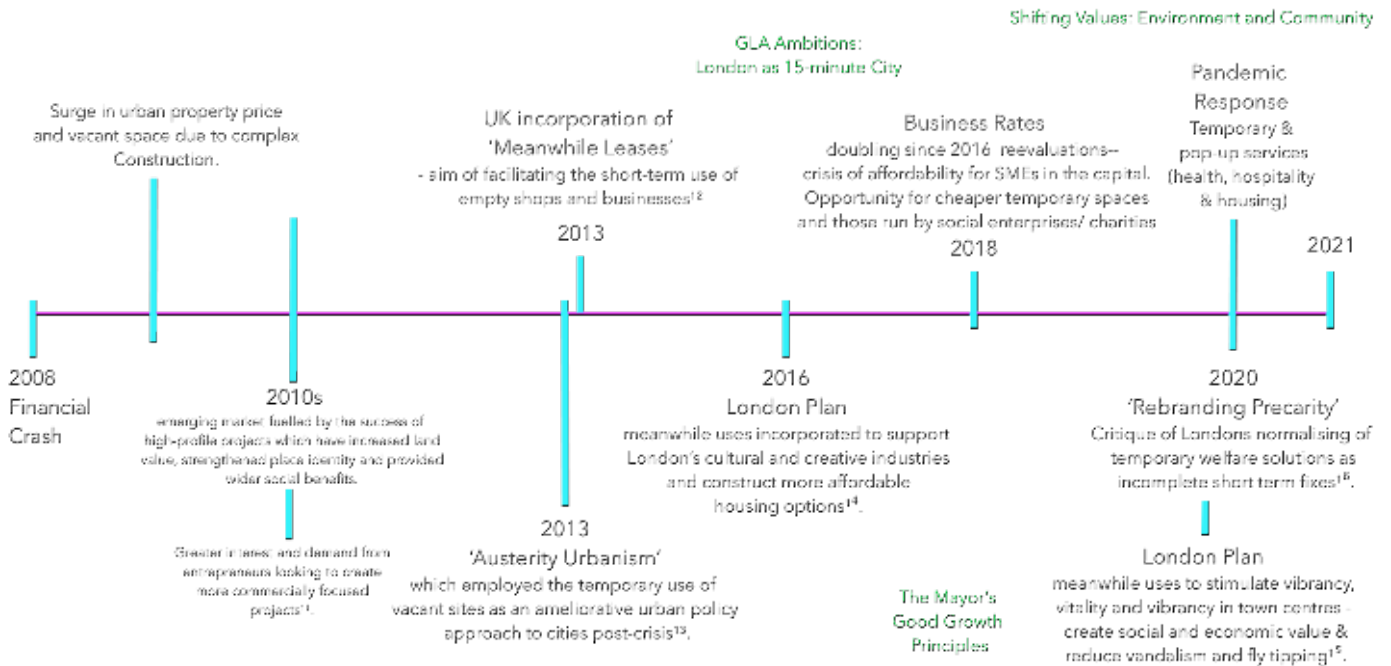 Shifting Values: Environment and Community
GLA Ambitions:
London as 15-minute City
Surge in urban property price
and vacant space due to complex
Construction.
UK incorporation of
'Meanwhile Leases'
- aim of facilitating the short-term use of
empty shops and businesses¹²
2013
Business Rates
doubling since 2016 reevaluations--
crisis of affordability for SMEs in the capital.
Opportunity for cheaper temporary spaces
and those run by social enterprises/ charities
2018
Pandemic
Response
Temporary &
pop-up services
(health, hospitality
& housing)
2021
2008
Financial
Crash
2010s
emerging market fuelled by the success of
high-profile projects which have increased land
value, strengthened place identity and provided
wider social benefits.
Greater interest and demand from
entrepreneurs looking to create
more commercially focused
projects¹¹.
2013
'Austerity Urbanism'
which employed the temporary use of
vacant sites as an ameliorative urban policy
approach to cities post-crisis¹³.
2016
London Plan
meanwhile uses incorporated to support
London's cultural and creative industries
and construct more affordable
housing options¹⁴.
The Mayor's
Good Growth
Principles
2020
'Rebranding Precarity'
Critique of Londons normalising of
temporary welfare solutions as
incomplete short term fixes¹⁶.
London Plan
meanwhile uses to stimulate vibrancy,
vitality and vibrancy in town centres -
create social and economic value &
reduce vandalism and fly tipping¹⁵.